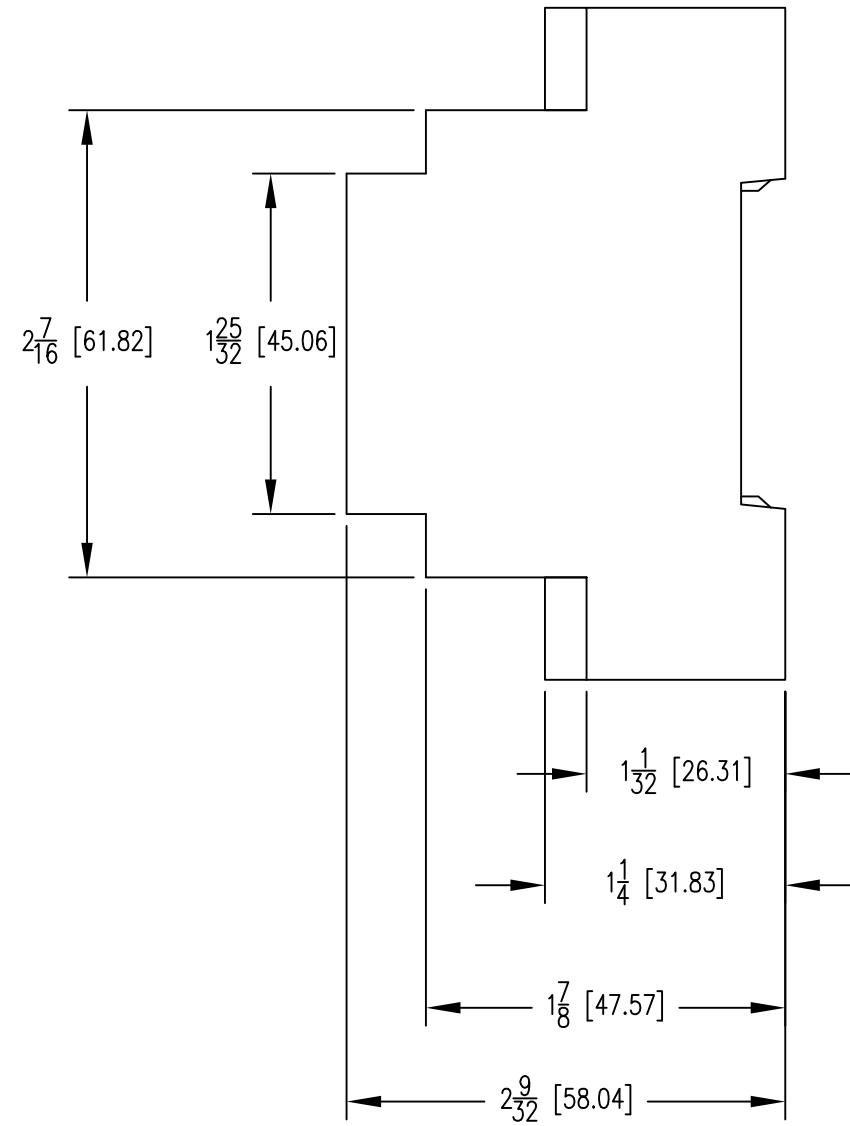 2 7/16 [61.82]
1 25/32 [45.06]
1 1/32 [26.31]
1 1/4 [31.83]
1 7/8 [47.57]
2 9/32 [58.04]